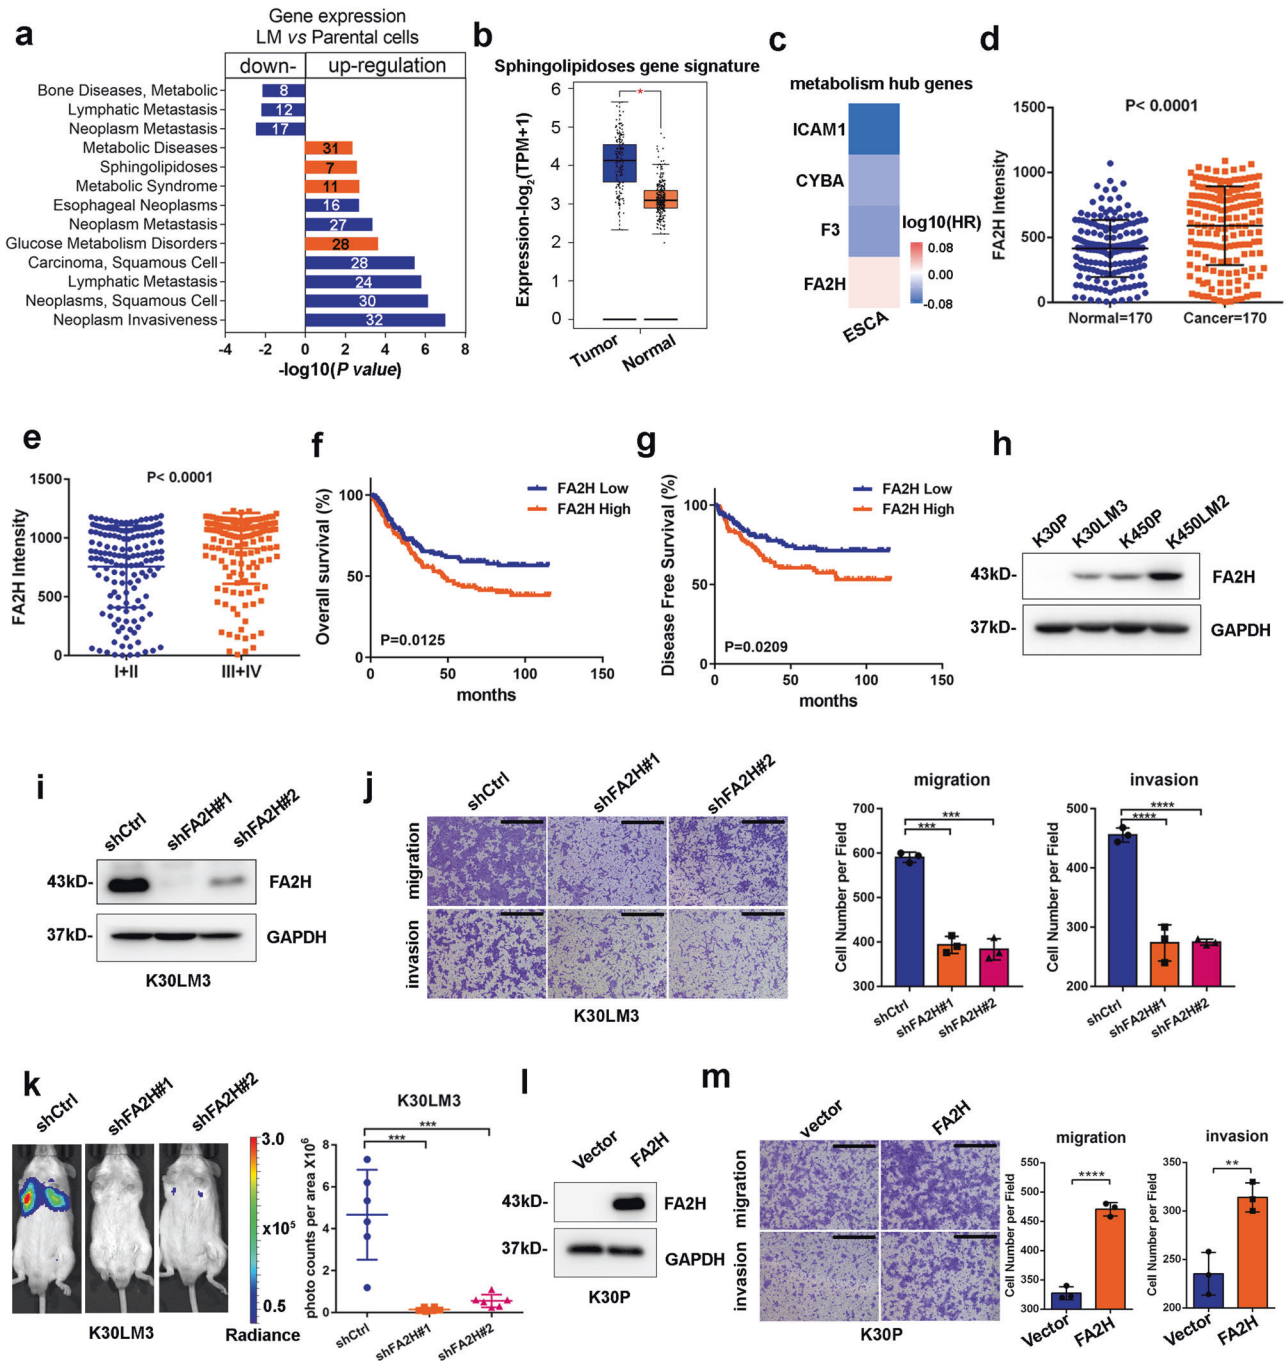 a
Gene expression
LM vs Parental cells
down-
up-regulation
Bone Diseases, Metabolic
8
Lymphatic Metastasis
12
Neoplasm Metastasis
17
Metabolic Diseases
31
Sphingolipidoses
7
Metabolic Syndrome
11
Esophageal Neoplasms
16
Neoplasm Metastasis
27
Glucose Metabolism Disorders
28
Carcinoma, Squamous Cell
28
Lymphatic Metastasis
24
Neoplasms, Squamous Cell
30
Neoplasm Invasiveness
32
-4 -2 0 2 4 6 8
-log10(P value)
b
Sphingolipidoses gene signature
Expression-log2(TPM+1)
6
5
4
3
2
1
0
*
Tumor
Normal
c
metabolism hub genes
ICAM1
CYBA
F3
FA2H
ESCA
log10(HR)
0.08
0.00
-0.08
d
P< 0.0001
FA2H Intensity
1500
1000
500
0
Normal=170
Cancer=170
e
P< 0.0001
FA2H Intensity
1500
1000
500
0
I+II
III+IV
f
FA2H Low
FA2H High
Overall survival (%)
100
50
0
P=0.0125
0 50 100 150
months
g
FA2H Low
FA2H High
Disease Free Survival (%)
100
50
0
P=0.0209
0 50 100 150
months
h
K30P
K30LM3
K450P
K450LM2
43kD-
FA2H
37kD-
GAPDH
i
shCtrl
shFA2H#1
shFA2H#2
43kD-
FA2H
37kD-
GAPDH
K30LM3
j
shCtrl
shFA2H#1
shFA2H#2
migration
invasion
K30LM3
migration
Cell Number per Field
700
600
500
400
300
***
***
shCtrl
shFA2H#1
shFA2H#2
invasion
Cell Number per Field
500
400
300
200
****
****
shCtrl
shFA2H#1
shFA2H#2
k
shCtrl
shFA2H#1
shFA2H#2
K30LM3
3.0
x10⁵
0.5
Radiance
K30LM3
photo counts per area X10⁶
8
6
4
2
0
***
***
shCtrl
shFA2H#1
shFA2H#2
l
Vector
FA2H
43kD-
FA2H
37kD-
GAPDH
K30P
m
vector
FA2H
migration
invasion
K30P
migration
Cell Number per Field
550
500
450
400
350
300
****
Vector
FA2H
invasion
Cell Number per Field
350
300
250
200
**
Vector
FA2H